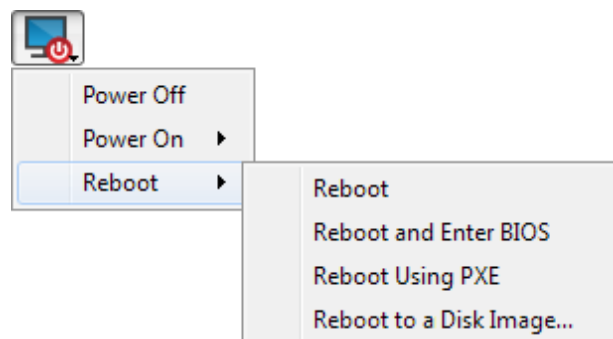 Power Off
Power On
Reboot
Reboot
Reboot and Enter BIOS
Reboot Using PXE
Reboot to a Disk Image...